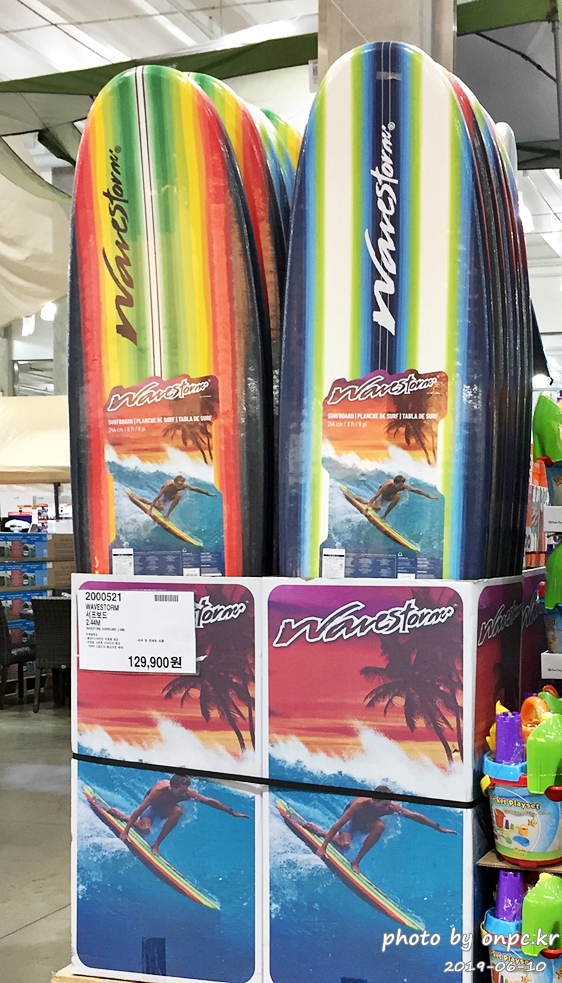 Wavestorm®
Wavestorm®
Wavestorm
SURFBOARD | PLANCHE DE SURF | TABLA DE SURF
244 cm / 8 ft / 8 pi
Wavestorm
SURFBOARD | PLANCHE DE SURF | TABLA DE SURF
244 cm / 8 ft / 8 pi
2000521
WAVESTORM
서프보드
2.44M
129,900원
Wavestorm
Wavestorm
Playset
photo by onpc.kr
2019-06-10